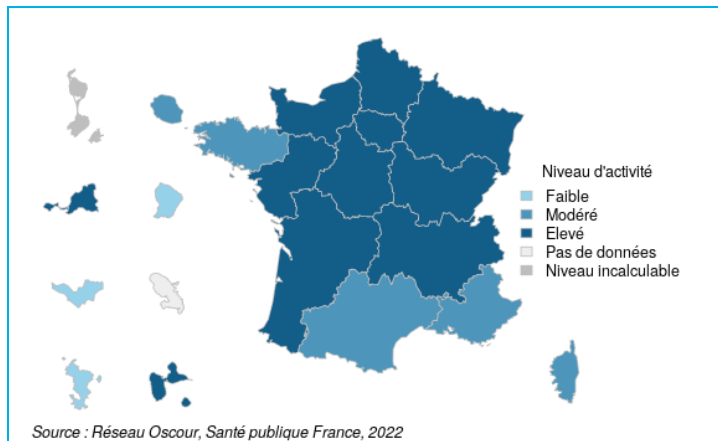 Niveau d'activité
Faible
Modéré
Elevé
Pas de données
Niveau incalculable
Source : Réseau Oscour, Santé publique France, 2022